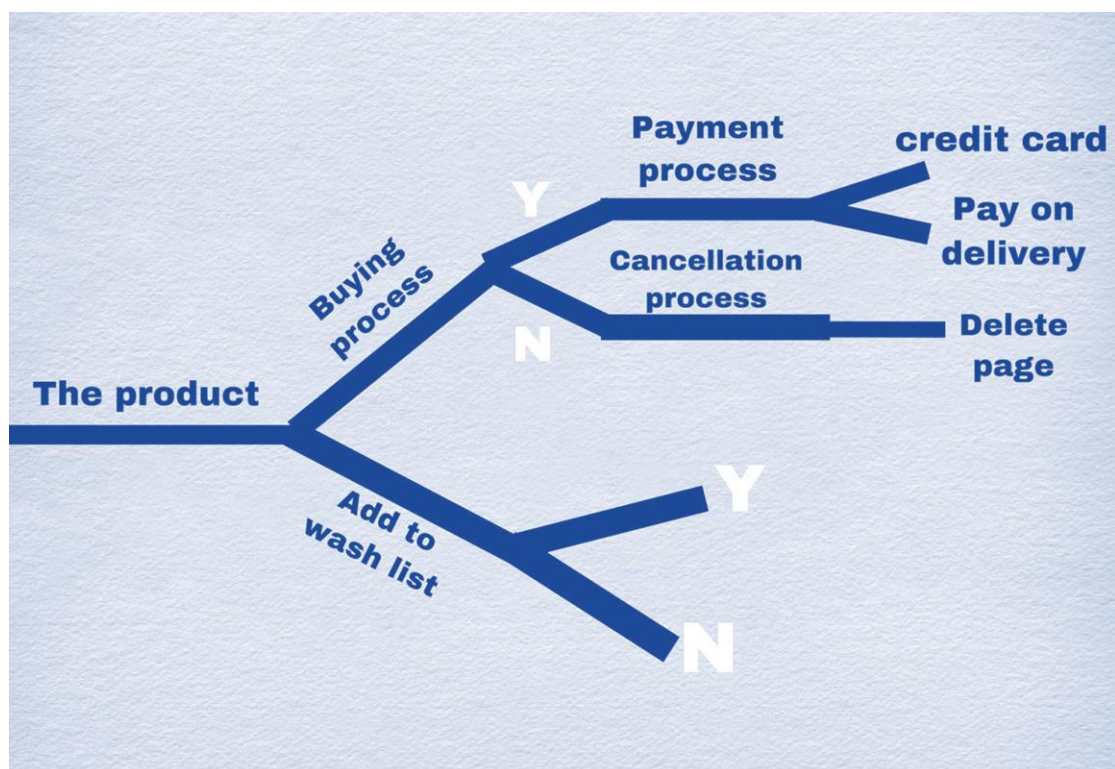 Payment
process
credit card
Pay on
delivery
Y
Cancellation
process
Buying
process
N
Delete
page
The product
Add to
wash list
Y
N